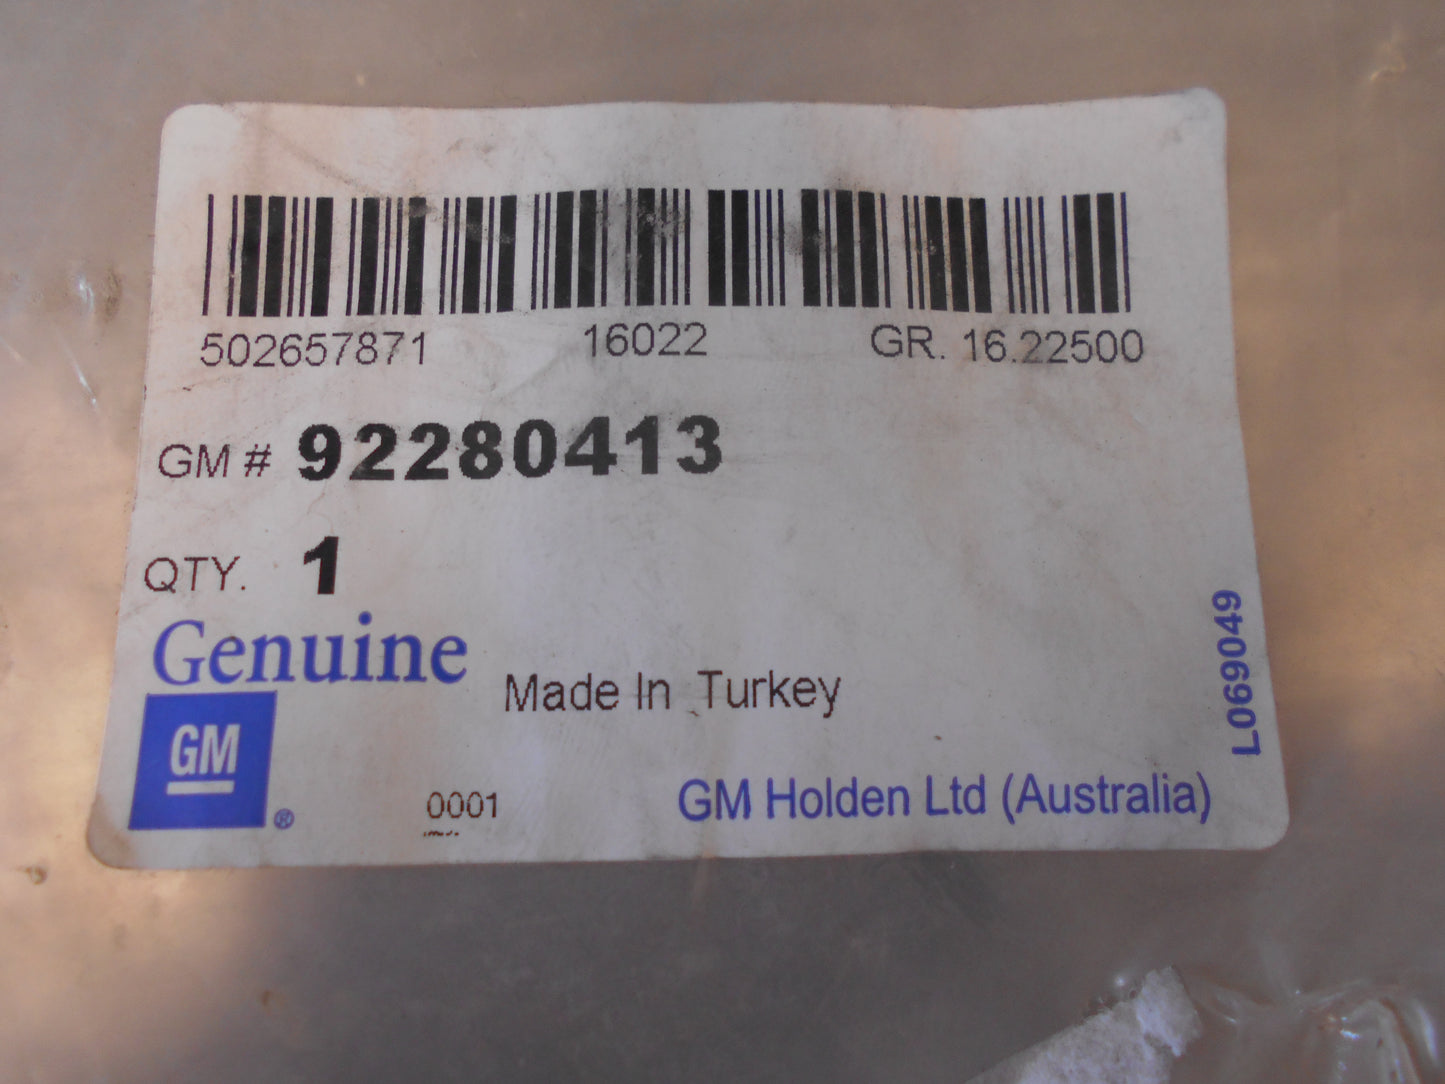 502657871 16022 GR. 16.22500
GM # 92280413
QTY. 1
Genuine
Made In Turkey
GM
®
0001
GM Holden Ltd (Australia)
L069049